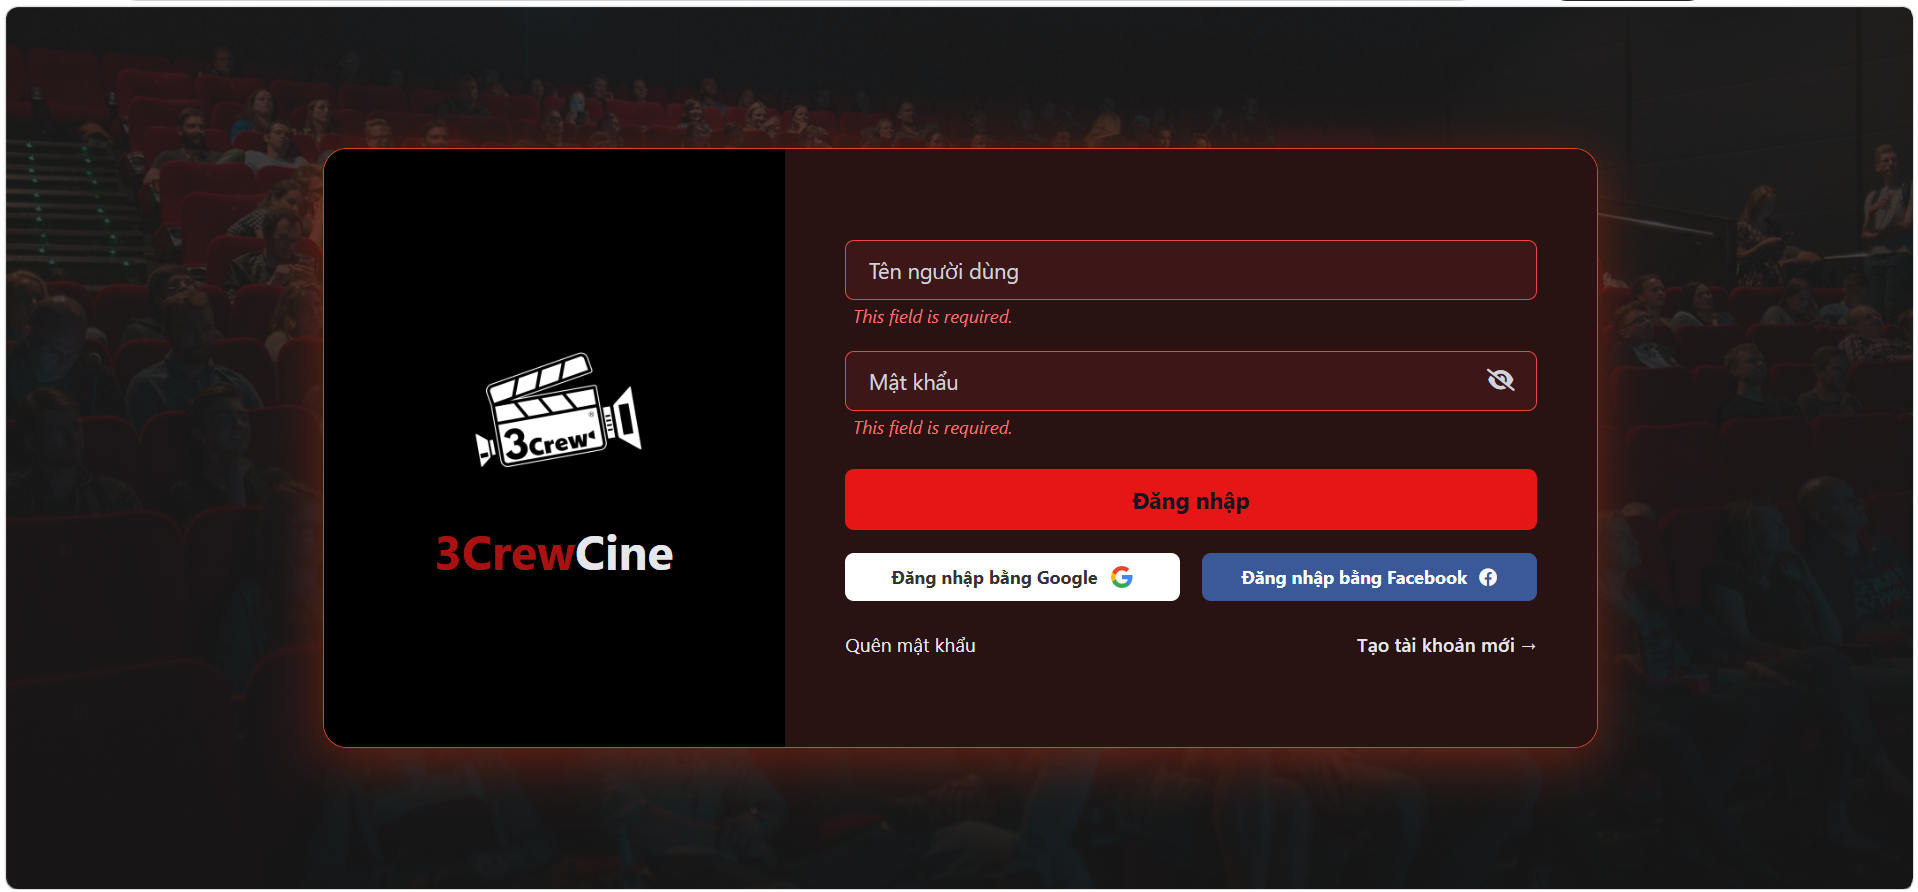 3Crew
®
3CrewCine
Tên người dùng
This field is required.
Mật khẩu
This field is required.
Đăng nhập
Đăng nhập bằng Google
Đăng nhập bằng Facebook
Quên mật khẩu
Tạo tài khoản mới →